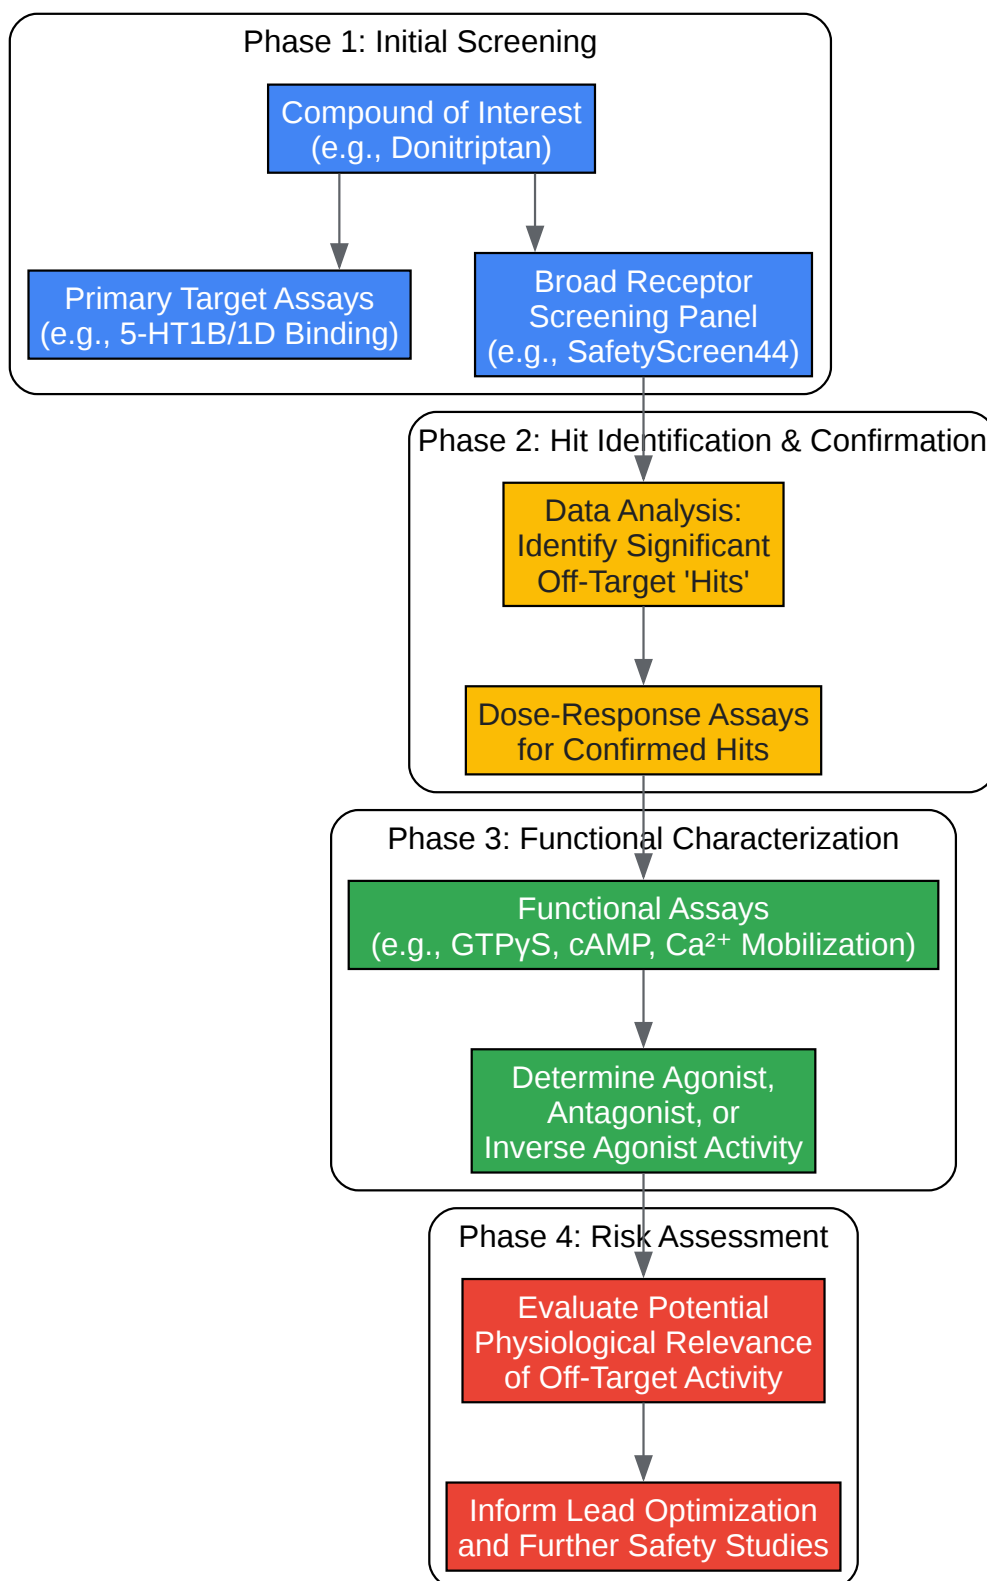 Phase 1: Initial Screening
Compound of Interest
(e.g., Donitriptan)
Primary Target Assays
(e.g., 5-HT1B/1D Binding)
Broad Receptor
Screening Panel
(e.g., SafetyScreen44)
Phase 2: Hit Identification & Confirmation
Data Analysis:
Identify Significant
Off-Target 'Hits'
Dose-Response Assays
for Confirmed Hits
Phase 3: Functional Characterization
Functional Assays
(e.g., GTPγS, cAMP, Ca²⁺ Mobilization)
Determine Agonist,
Antagonist, or
Inverse Agonist Activity
Phase 4: Risk Assessment
Evaluate Potential
Physiological Relevance
of Off-Target Activity
Inform Lead Optimization
and Further Safety Studies